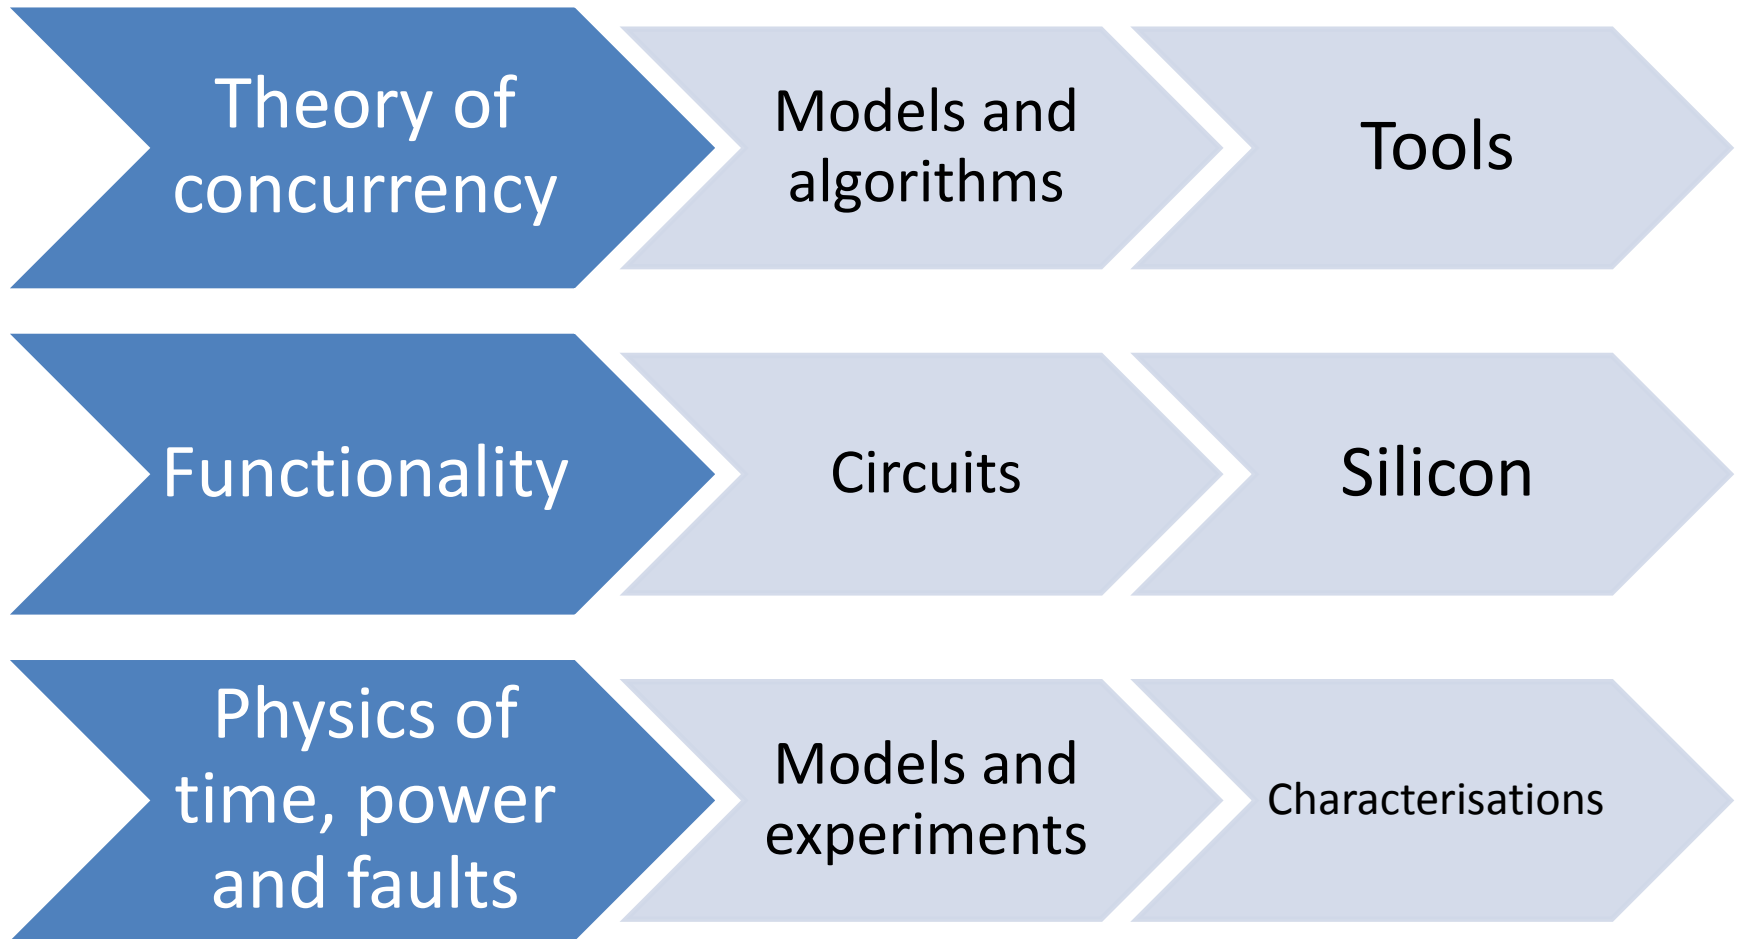 Theory of
concurrency
Models and
algorithms
Tools
Functionality
Circuits
Silicon
Physics of
time, power
and faults
Models and
experiments
Characterisations